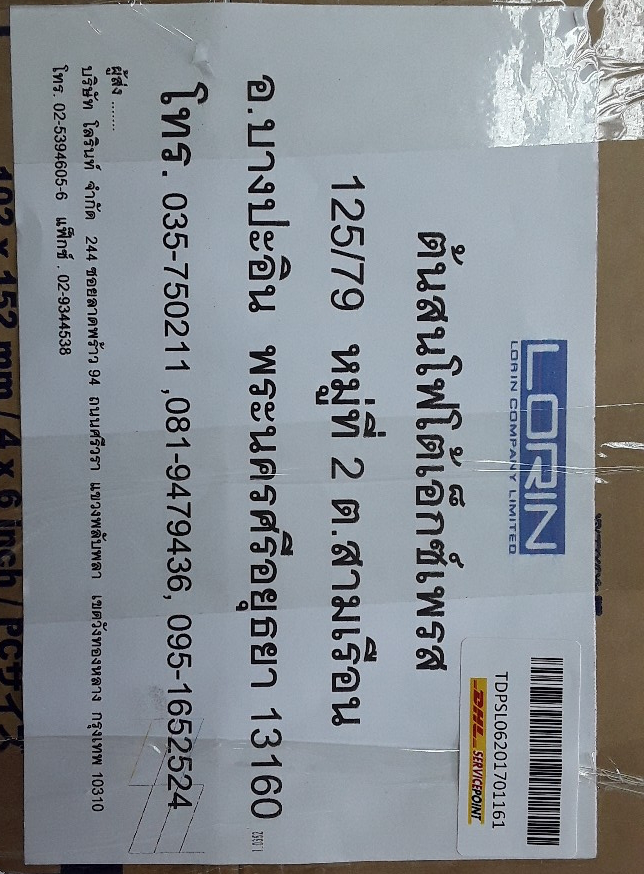 LORIN
LORIN COMPANY LIMITED
TDPSL06201701161
DHL SERVICEPOINT
ต้นสนโฟโต้เอ็กซ์เพรส
125/79 หมู่ที่ 2 ต.สามเรือน
อ.บางปะอิน พระนครศรีอยุธยา 13160
โทร. 035-750211 ,081-9479436, 095-1652524
ผู้ส่ง .......
บริษัท โลรินท์ จำกัด 244 ซอยลาดพร้าว 94 ถนนศรีวรา แขวงพลับพลา เขตวังทองหลาง กรุงเทพ 10310
โทร. 02-5394605-6 แฟ็กซ์ . 02-9344538
102 x 152 mm / 4 x 6 inch /